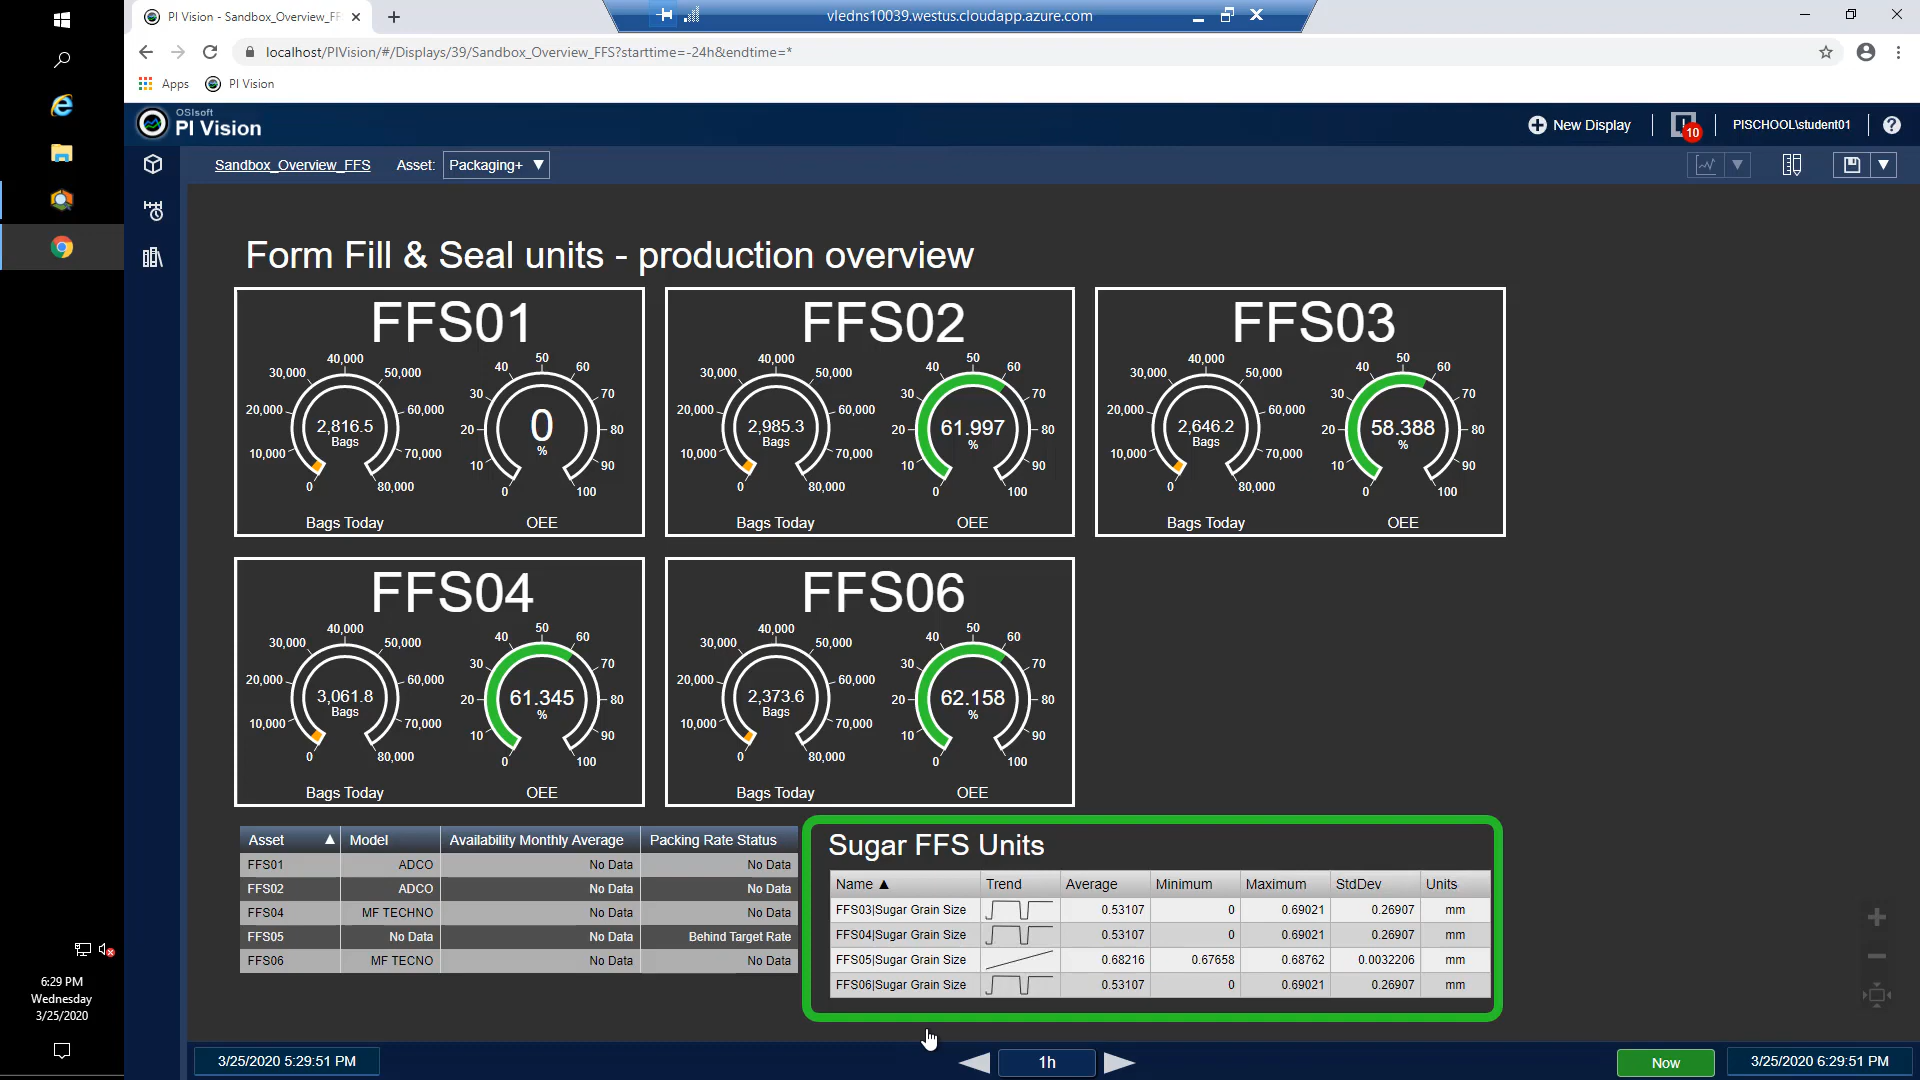 PI Vision - Sandbox_Overview_FF
vledns10039.westus.cloudapp.azure.com
localhost/PIVision/#/Displays/39/Sandbox_Overview_FFS?starttime=-24h&endtime=*
Apps PI Vision
OSIsoft
PI Vision
New Display 10 PISCHOOL\student01 ?
Sandbox_Overview_FFS Asset: Packaging+
Form Fill & Seal units - production overview
FFS01
40,000
30,000 50,000
20,000 60,000
2,816.5
Bags
10,000 70,000
0 80,000
Bags Today
50
40 60
30 70
20 80
0
%
10 90
0 100
OEE
FFS02
40,000
30,000 50,000
20,000 60,000
2,985.3
Bags
10,000 70,000
0 80,000
Bags Today
50
40 60
30 70
20 80
61.997
%
10 90
0 100
OEE
FFS03
40,000
30,000 50,000
20,000 60,000
2,646.2
Bags
10,000 70,000
0 80,000
Bags Today
50
40 60
30 70
20 80
58.388
%
10 90
0 100
OEE
FFS04
40,000
30,000 50,000
20,000 60,000
3,061.8
Bags
10,000 70,000
0 80,000
Bags Today
50
40 60
30 70
20 80
61.345
%
10 90
0 100
OEE
FFS06
40,000
30,000 50,000
20,000 60,000
2,373.6
Bags
10,000 70,000
0 80,000
Bags Today
50
40 60
30 70
20 80
62.158
%
10 90
0 100
OEE
Asset Model Availability Monthly Average Packing Rate Status
FFS01 ADCO No Data No Data
FFS02 ADCO No Data No Data
FFS04 MF TECHNO No Data No Data
FFS05 No Data No Data Behind Target Rate
FFS06 MF TECNO No Data No Data
Sugar FFS Units
Name Trend Average Minimum Maximum StdDev Units
FFS03|Sugar Grain Size 0.53107 0 0.69021 0.26907 mm
FFS04|Sugar Grain Size 0.53107 0 0.69021 0.26907 mm
FFS05|Sugar Grain Size 0.68216 0.67658 0.68762 0.0032206 mm
FFS06|Sugar Grain Size 0.53107 0 0.69021 0.26907 mm
6:29 PM
Wednesday
3/25/2020
3/25/2020 5:29:51 PM 1h Now 3/25/2020 6:29:51 PM